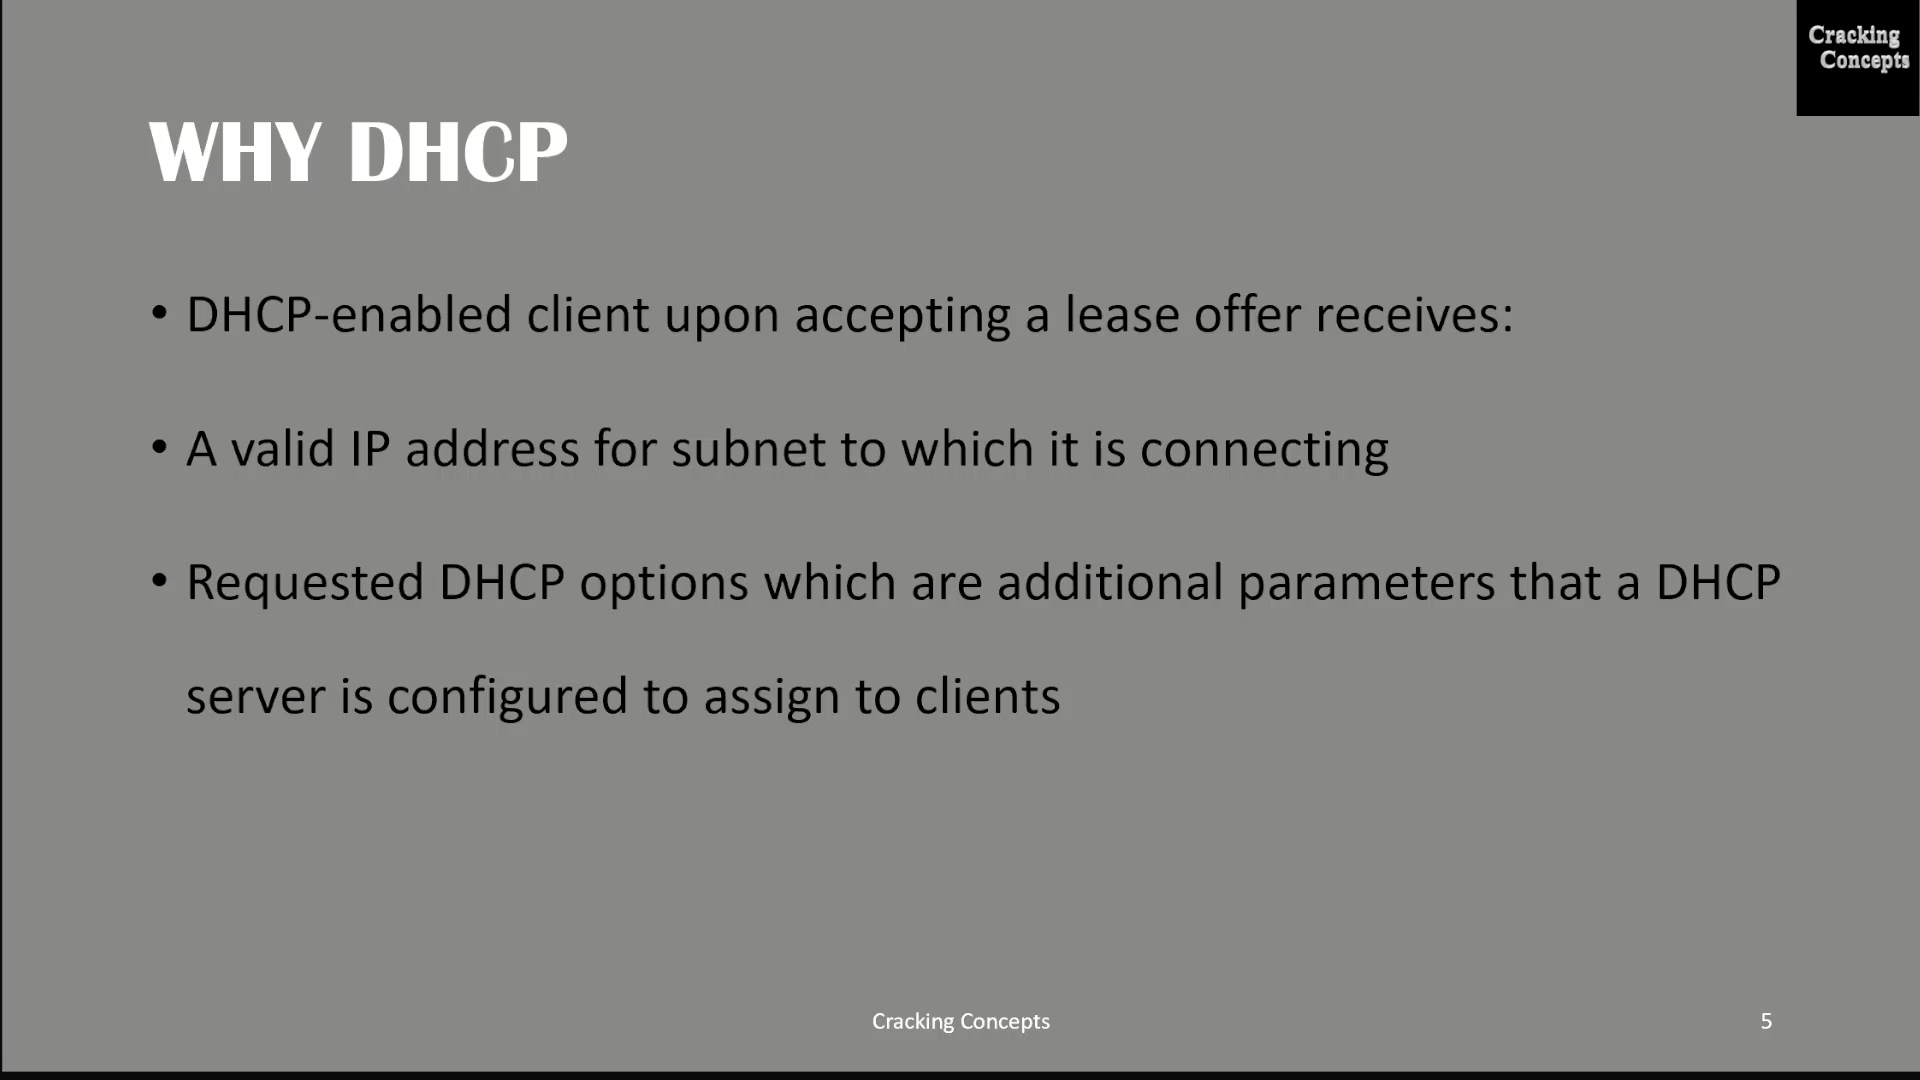 Cracking
Concepts
WHY DHCP
• DHCP-enabled client upon accepting a lease offer receives:
• A valid IP address for subnet to which it is connecting
• Requested DHCP options which are additional parameters that a DHCP
server is configured to assign to clients
Cracking Concepts
5